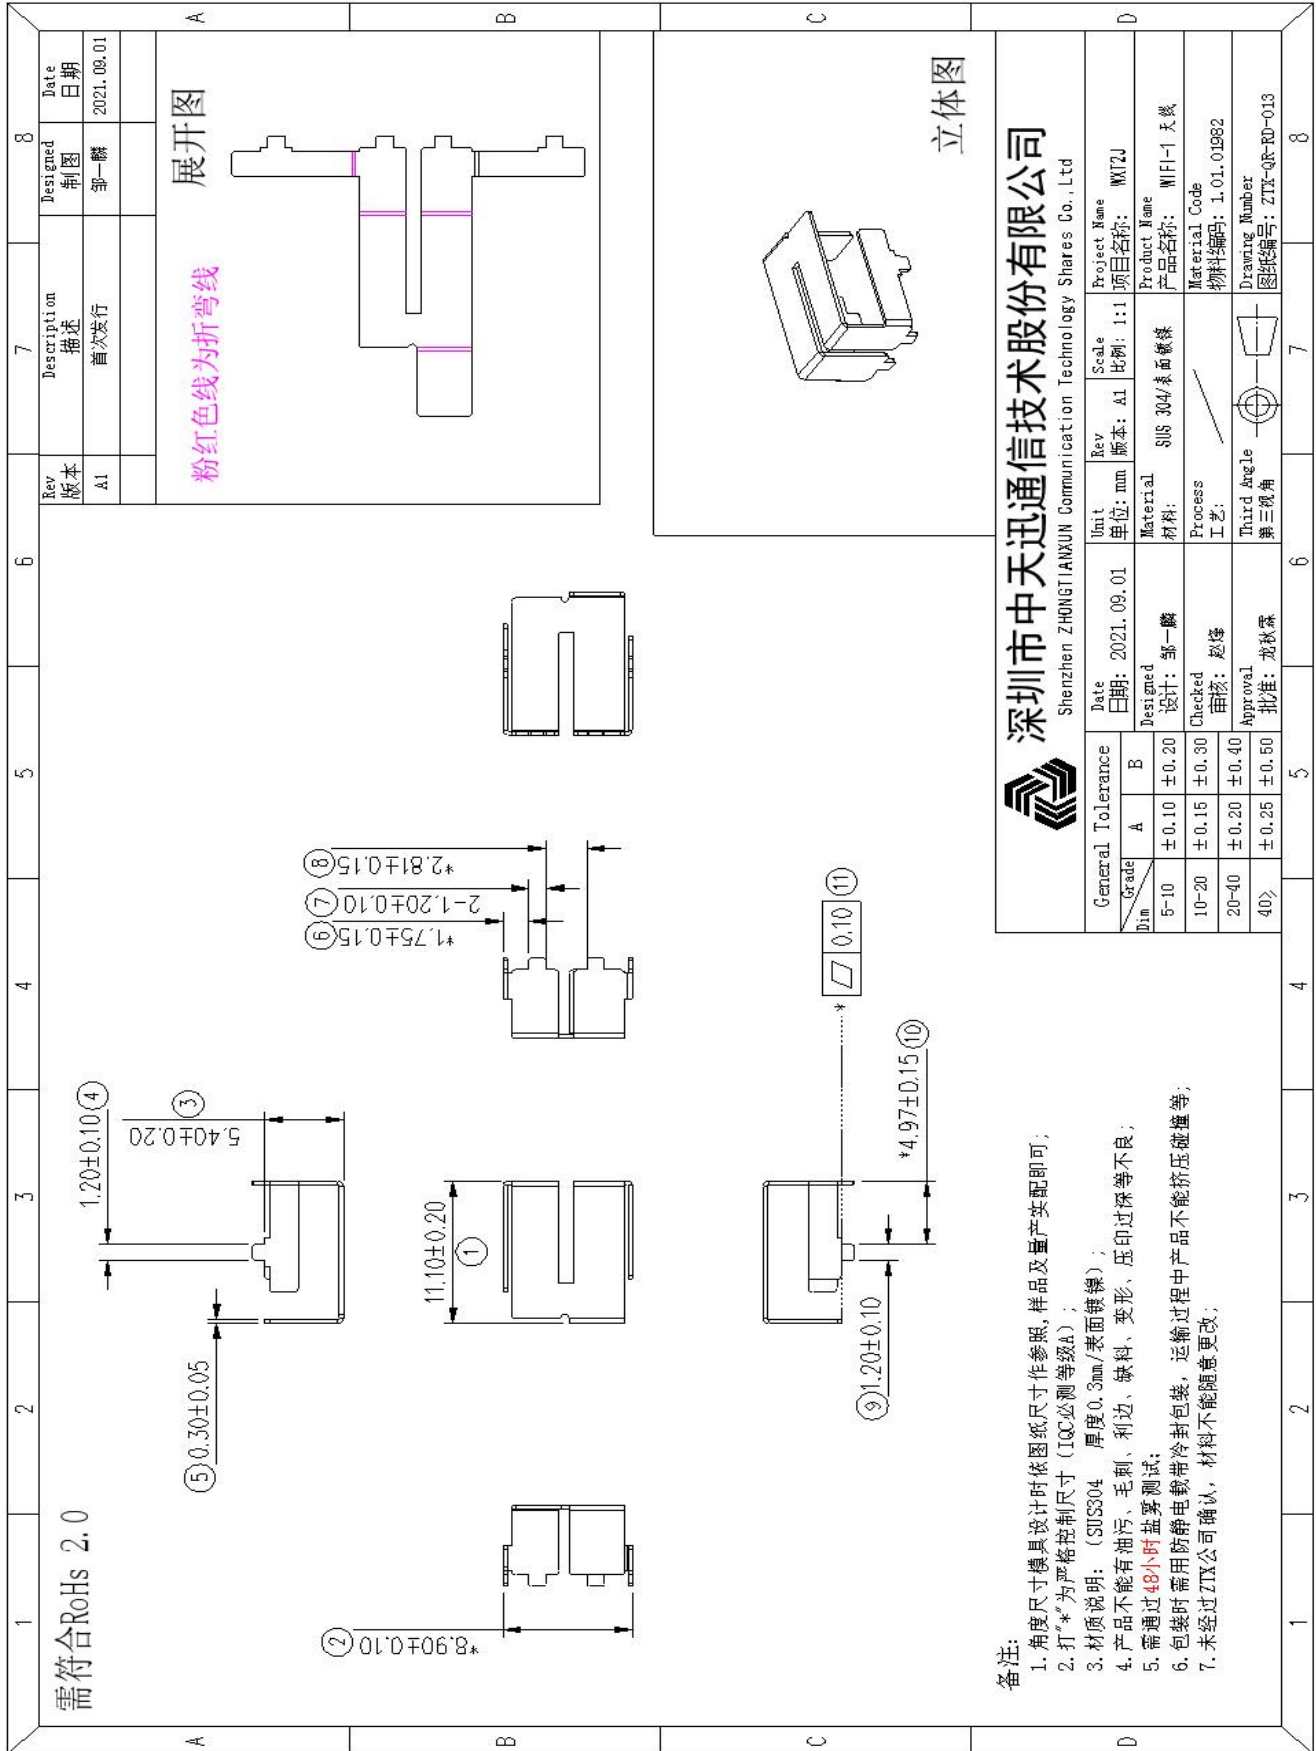 需符合RoHs 2.0
1 2 3 4 5 6 7 8
A
B
C
D
Rev 版本
Description 描述
Designed 制图
Date 日期
A1 首次发行 邹一麟 2021.09.01
粉红色线为折弯线
展开图
立体图
⑤0.30±0.05
1.20±0.10④
5.40±0.20
③
*8.90±0.10②
11.10±0.20
①
*1.75±0.15⑥
2-1.20±0.10⑦
*2.81±0.15⑧
⑨1.20±0.10
*4.97±0.15⑩
* 0.10 ⑪
备注:
1. 角度尺寸模具设计时依图纸尺寸作参照,样品及量产实配即可;
2. 打"*"为严格控制尺寸(IQC必测等级A);
3. 材质说明:(SUS304 厚度0.3mm/表面镀镍);
4. 产品不能有油污、毛刺、利边、缺料、变形、压印过深等不良;
5. 需通过48小时盐雾测试;
6. 包装时需用防静电载带冷封包装,运输过程中产品不能挤压碰撞等;
7. 未经过ZTX公司确认,材料不能随意更改;
深圳市中天迅通信技术股份有限公司
Shenzhen ZHONGTIANXUN Communication Technology Shares Co.,Ltd
General Tolerance
Grade
Dim A B
5-10 ±0.10 ±0.20
10-20 ±0.15 ±0.30
20-40 ±0.20 ±0.40
40> ±0.25 ±0.50
Date
日期: 2021.09.01
Designed
设计: 邹一麟
Checked
审核: 赵烽
Approval
批准: 龙秋霖
Unit
单位: mm
Rev
版本: A1
Scale
比例: 1:1
Material
材料: SUS 304/表面镀镍
Process
工艺:
Third Angle
第三视角
Project Name
项目名称: WXT2J
Product Name
产品名称: WIFI-1 天线
Material Code
物料编码: 1.01.01982
Drawing Number
图纸编号: ZTX-QR-RD-013
1 2 3 4 5 6 7 8
A
B
C
D